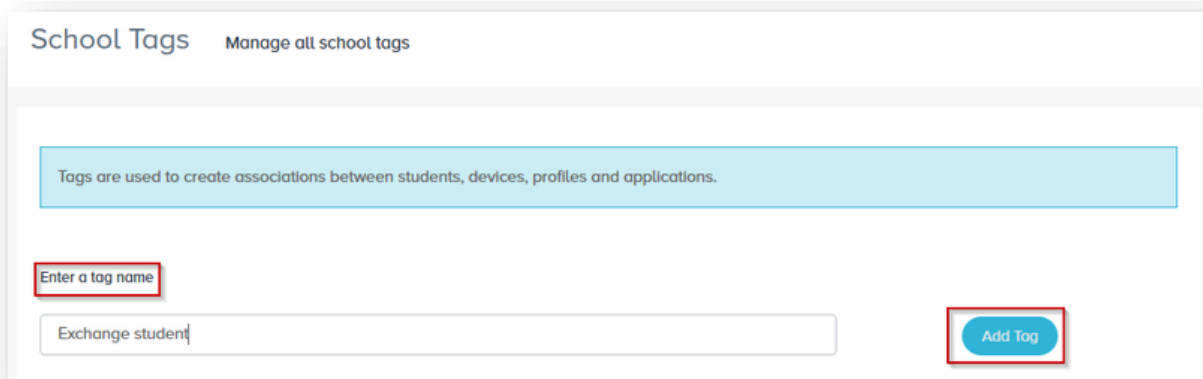 School Tags Manage all school tags
Tags are used to create associations between students, devices, profiles and applications.
Enter a tag name
Exchange student
Add Tag